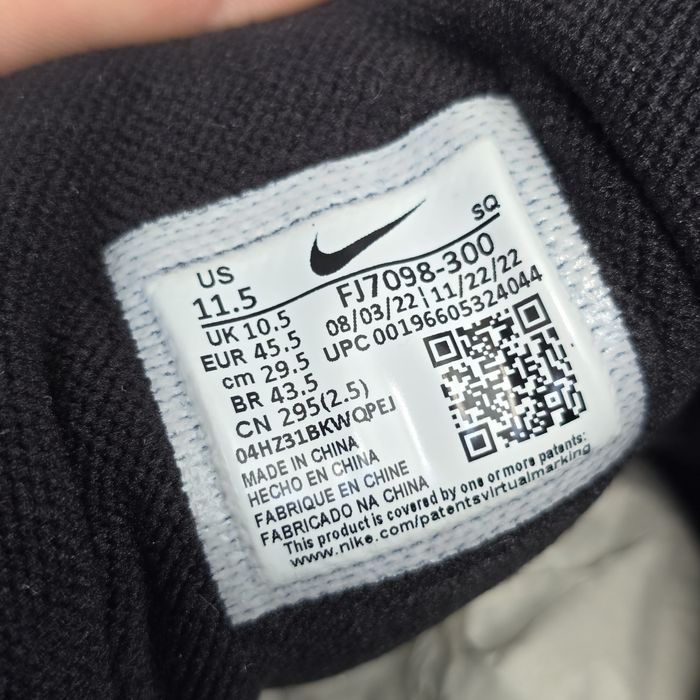 SQ
US
11.5
FJ7098-300
UK 10.5
08/03/22 | 11/22/22
EUR 45.5
UPC 00196605324044
cm 29.5
BR 43.5
CN 295(2.5)
04HZ31BKWQPEJ
MADE IN CHINA
HECHO EN CHINA
FABRIQUE EN CHINE
FABRICADO NA CHINA
This product is covered by one or more patents:
www.nike.com/patentsvirtualmarking